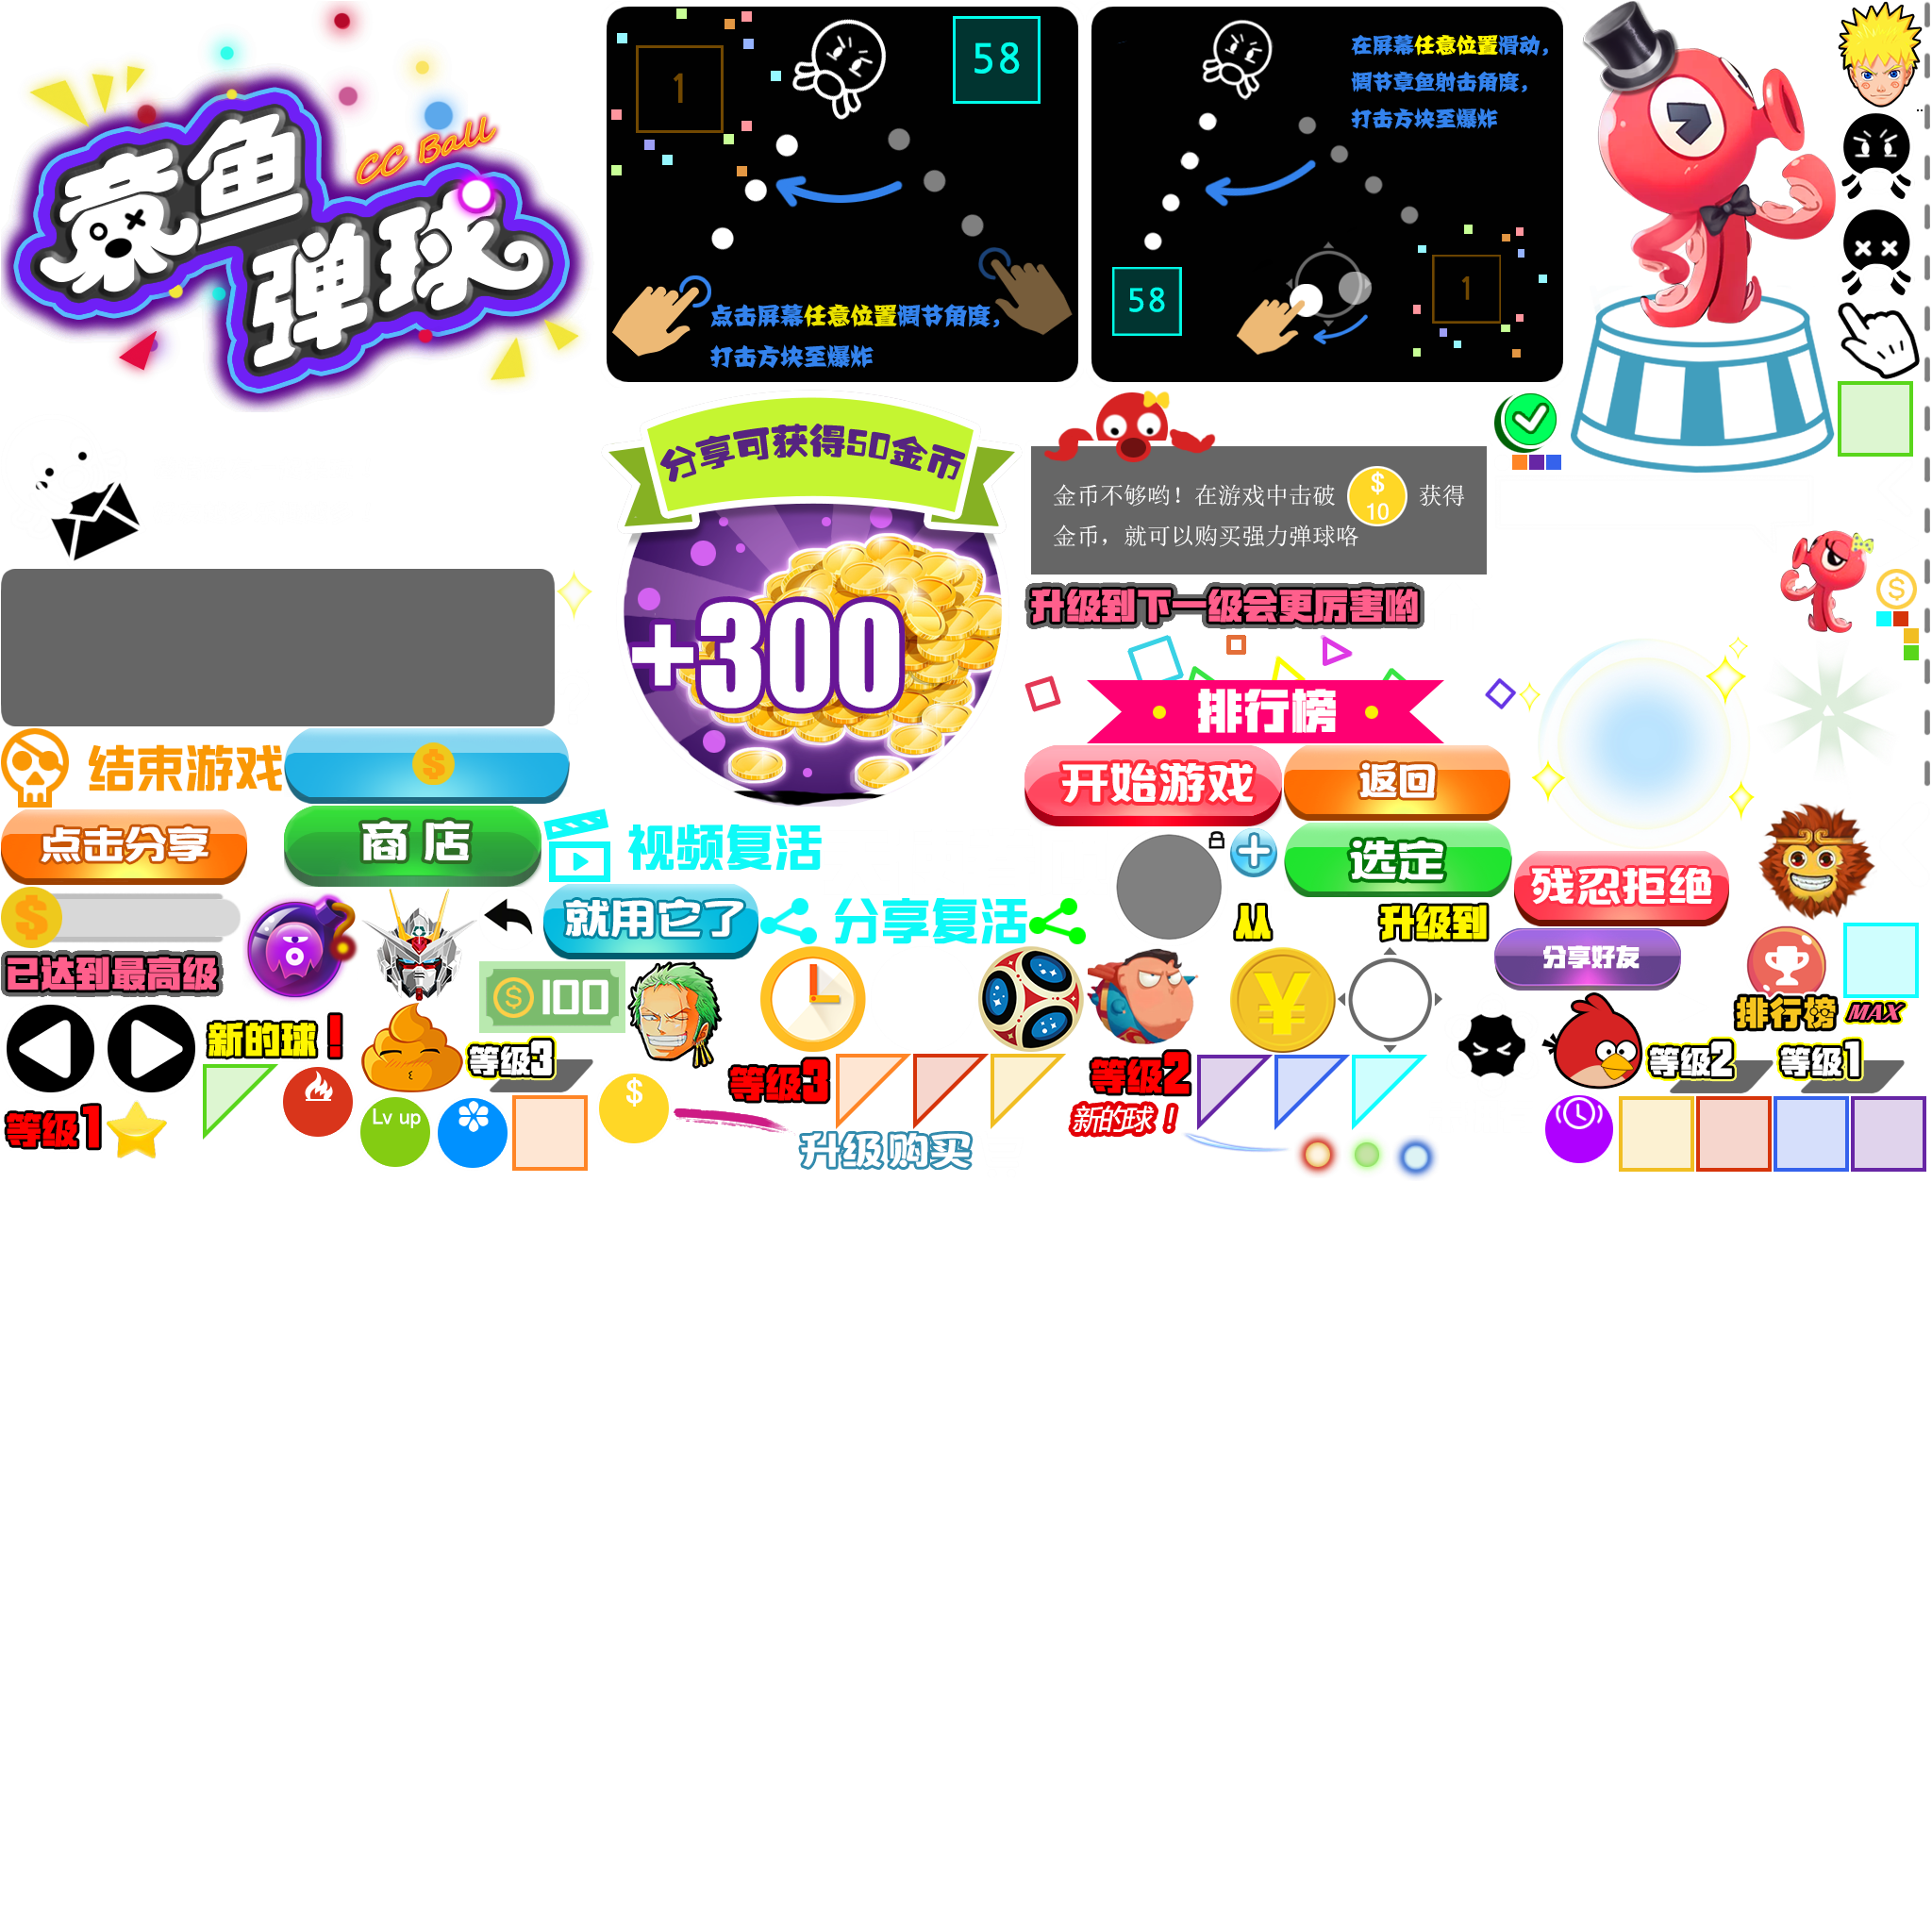 章鱼
弹球
CC Ball
1
58
点击屏幕任意位置调节角度，
打击方块至爆炸
在屏幕任意位置滑动，
调节章鱼射击角度，
打击方块至爆炸
58
1
分享可获得50金币
+300
金币不够哟！在游戏中击破 $ 10 获得
金币，就可以购买强力弹球咯
升级到下一级会更厉害哟
排行榜
结束游戏
$
开始游戏
返回
点击分享
商店
视频复活
选定
残忍拒绝
$
就用它了
分享复活
从
升级到
分享好友
已达到最高级
$100
¥
排行榜
MAX
新的球！
等级3
等级3
等级2
等级2
等级1
等级1
Lv up
$
新的球！
升级 购买
$